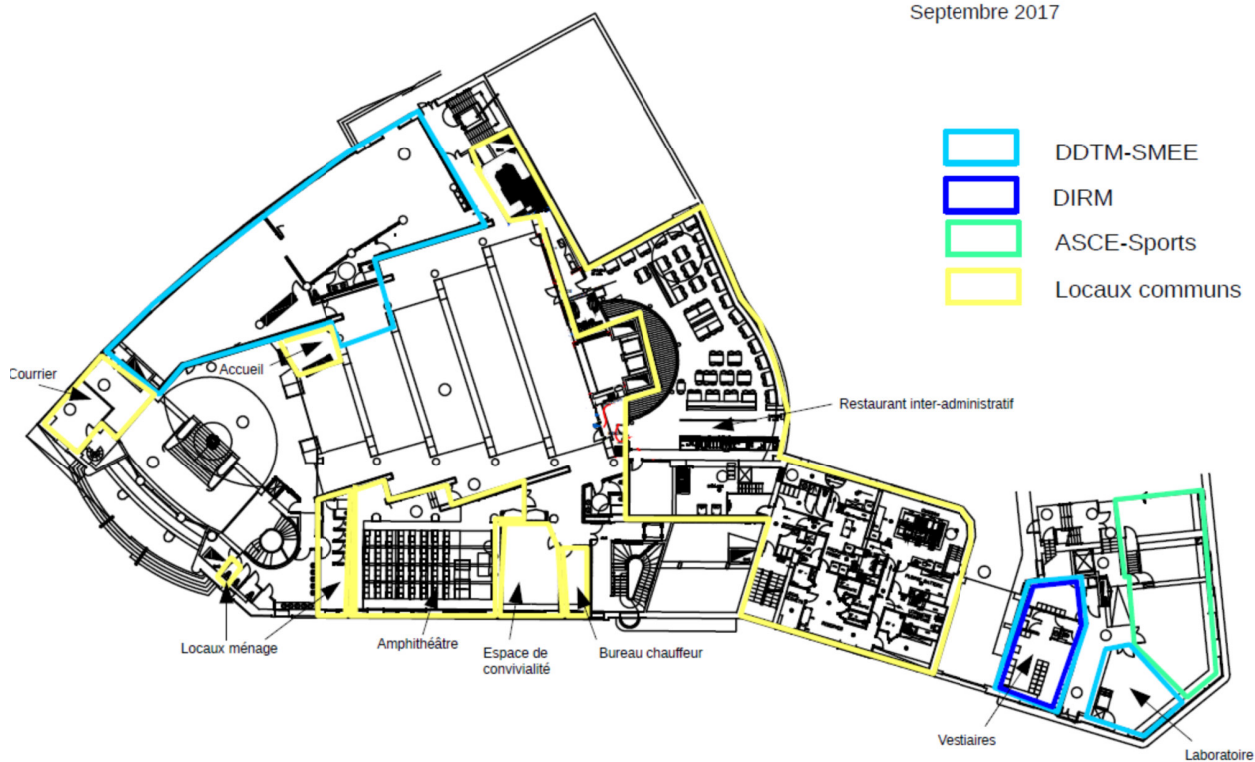 Septembre 2017
DDTM-SMEE
DIRM
ASCE-Sports
Locaux communs
Courrier
Accueil
Restaurant inter-administratif
Locaux ménage
Amphithéâtre
Espace de
convivialité
Bureau chauffeur
Vestiaires
Laboratoire